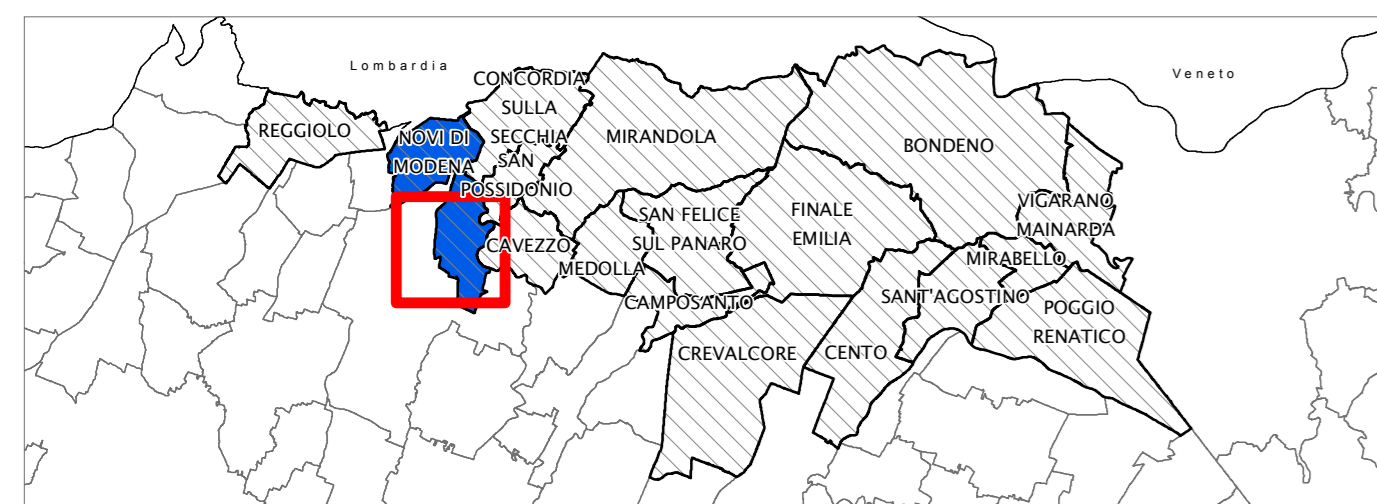 Lombardia
Veneto
CONCORDIA
SULLA
SECCHIA
REGGIOLO
NOVI DI
MODENA
SAN
POSSIDONIO
MIRANDOLA
BONDENO
VIGARANO
MAINARDA
SAN FELICE
SUL PANARO
FINALE
EMILIA
CAVEZZO
MEDOLLA
MIRABELLO
CAMPOSANTO
SANT'AGOSTINO
POGGIO
RENATICO
CREVALCORE
CENTO